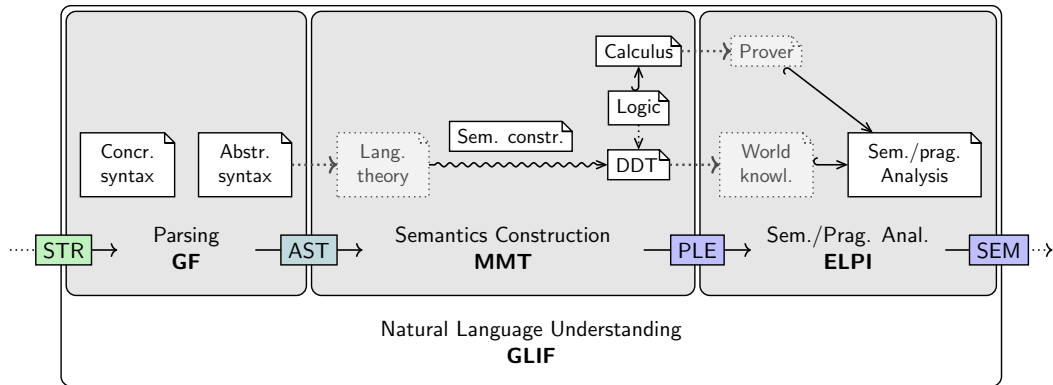 Calculus
Prover
Logic
Concr.
syntax
Abstr.
syntax
Lang.
theory
Sem. constr.
DDT
World
knowl.
Sem./prag.
Analysis
STR
Parsing
GF
AST
Semantics Construction
MMT
PLE
Sem./Prag. Anal.
ELPI
SEM
Natural Language Understanding
GLIF